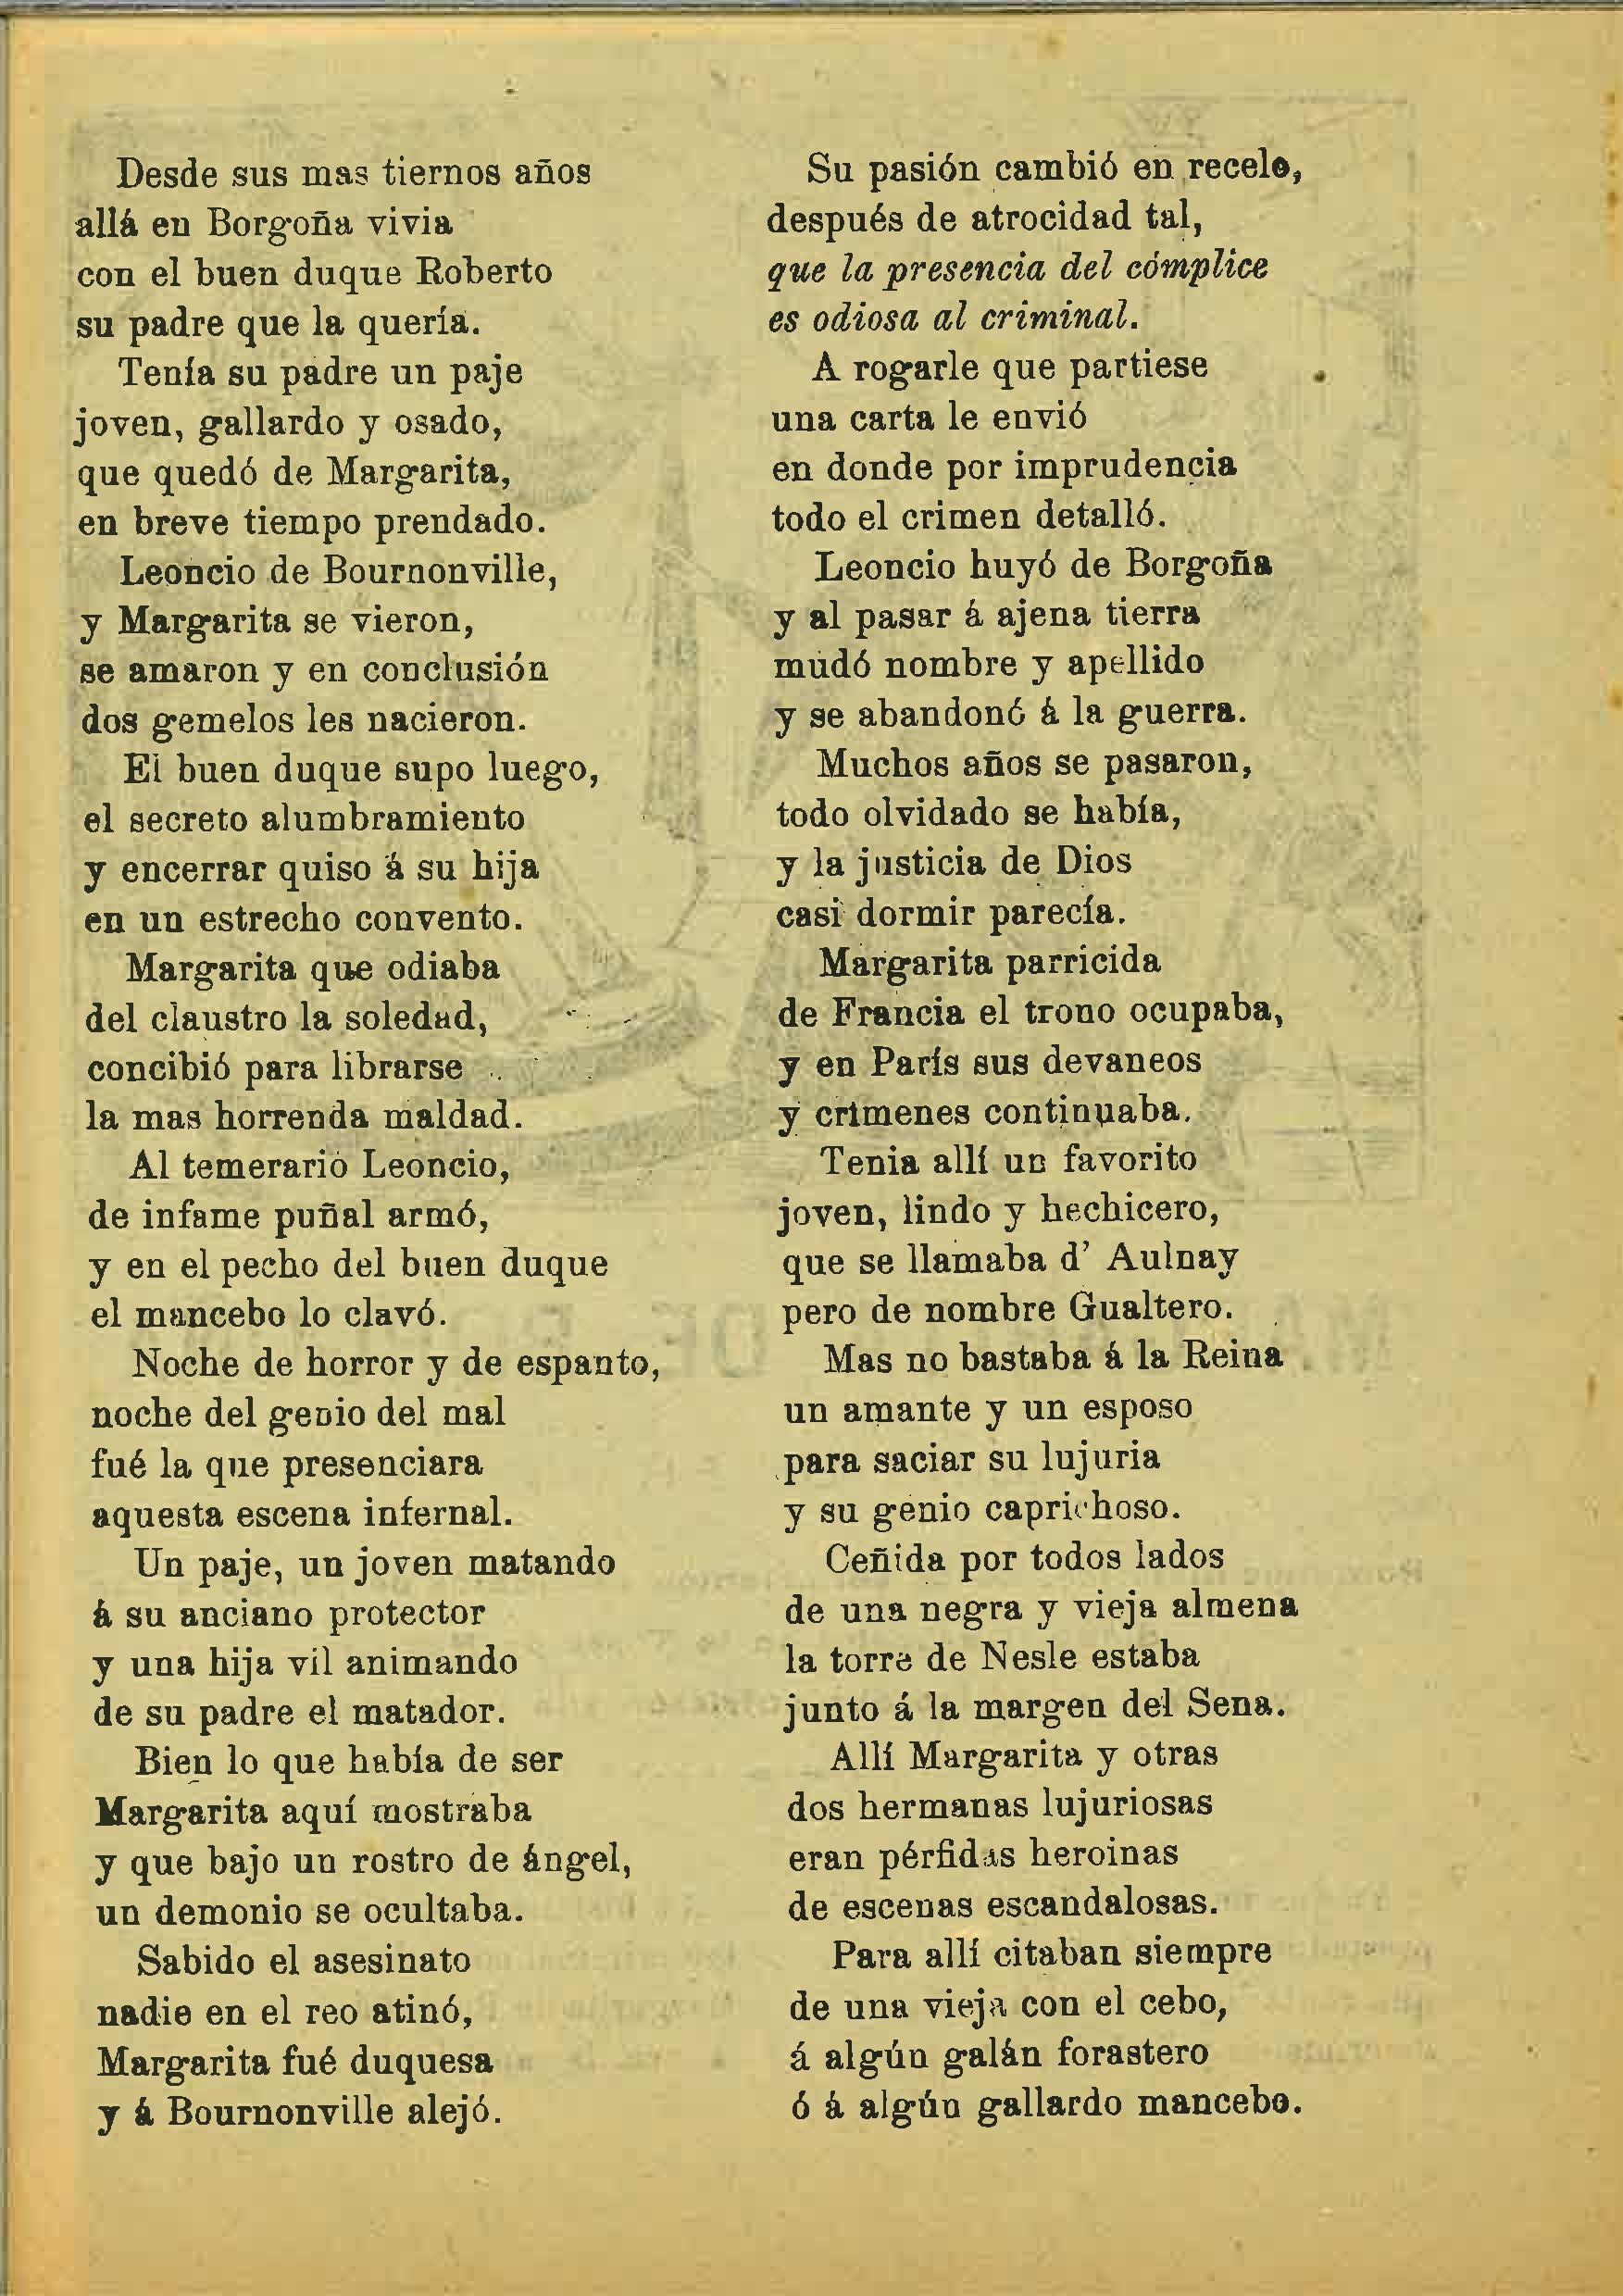 Desde sus mas tiernos años
allá en Borgoña vivia
con el buen duque Roberto
su padre que la quería.
Tenía su padre un paje
joven, gallardo y osado,
que quedó de Margarita,
en breve tiempo prendado.
Leoncio de Bournonville,
y Margarita se vieron,
se amaron y en conclusión
dos gemelos les nacieron.
El buen duque supo luego,
el secreto alumbramiento
y encerrar quiso á su hija
en un estrecho convento.
Margarita que odiaba
del claustro la soledad,
concibió para librarse
la mas horrenda maldad.
Al temerario Leoncio,
de infame puñal armó,
y en el pecho del buen duque
el mancebo lo clavó.
Noche de horror y de espanto,
noche del genio del mal
fué la que presenciara
aquesta escena infernal.
Un paje, un joven matando
á su anciano protector
y una hija vil animando
de su padre el matador.
Bien lo que había de ser
Margarita aquí mostraba
y que bajo un rostro de ángel,
un demonio se ocultaba.
Sabido el asesinato
nadie en el reo atinó,
Margarita fué duquesa
y á Bournonville alejó.
Su pasión cambió en recelo,
después de atrocidad tal,
que la presencia del cómplice
es odiosa al criminal.
A rogarle que partiese
una carta le envió
en donde por imprudencia
todo el crimen detalló.
Leoncio huyó de Borgoña
y al pasar á ajena tierra
mudó nombre y apellido
y se abandonó á la guerra.
Muchos años se pasaron,
todo olvidado se había,
y la justicia de Dios
casi dormir parecía.
Margarita parricida
de Francia el trono ocupaba,
y en París sus devaneos
y crimenes continuaba.
Tenia allí un favorito
joven, lindo y hechicero,
que se llamaba d' Aulnay
pero de nombre Gualtero.
Mas no bastaba á la Reina
un amante y un esposo
para saciar su lujuria
y su genio caprichoso.
Ceñida por todos lados
de una negra y vieja almena
la torre de Nesle estaba
junto á la margen del Sena.
Allí Margarita y otras
dos hermanas lujuriosas
eran pérfidas heroinas
de escenas escandalosas.
Para allí citaban siempre
de una vieja con el cebo,
á algún galán forastero
ó á algún gallardo mancebo.